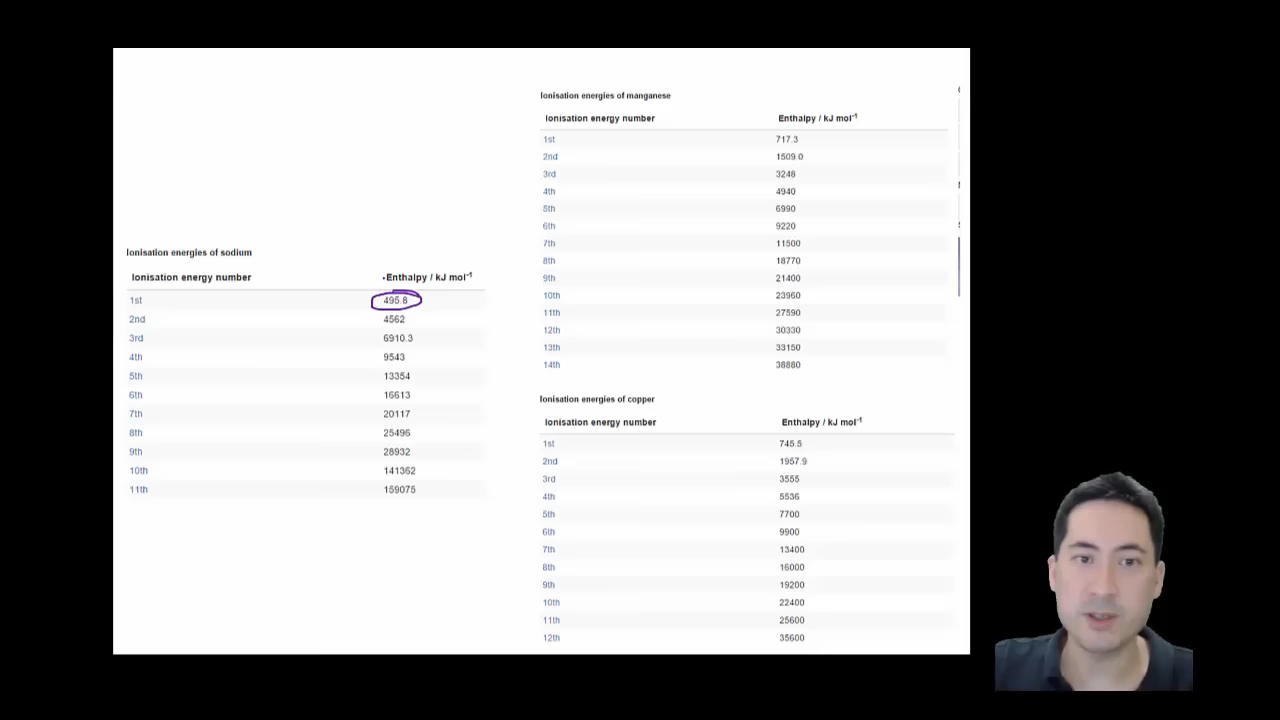 Ionisation energies of sodium
Ionisation energy number Enthalpy / kJ mol⁻¹
1st 495.8
2nd 4562
3rd 6910.3
4th 9543
5th 13354
6th 16613
7th 20117
8th 25496
9th 28932
10th 141362
11th 159075
Ionisation energies of manganese
Ionisation energy number Enthalpy / kJ mol⁻¹
1st 717.3
2nd 1509.0
3rd 3248
4th 4940
5th 6990
6th 9220
7th 11500
8th 18770
9th 21400
10th 23960
11th 27590
12th 30330
13th 33150
14th 38880
Ionisation energies of copper
Ionisation energy number Enthalpy / kJ mol⁻¹
1st 745.5
2nd 1957.9
3rd 3555
4th 5536
5th 7700
6th 9900
7th 13400
8th 16000
9th 19200
10th 22400
11th 25600
12th 35600